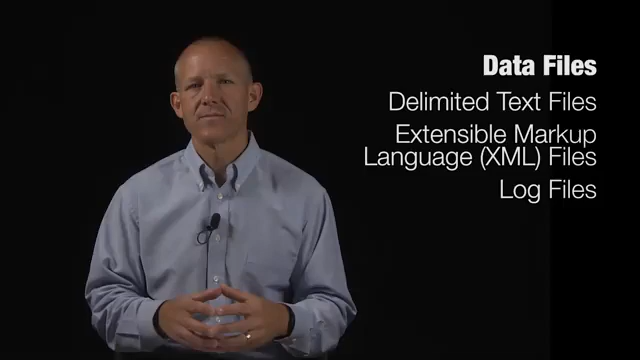 Data Files
Delimited Text Files
Extensible Markup
Language (XML) Files
Log Files